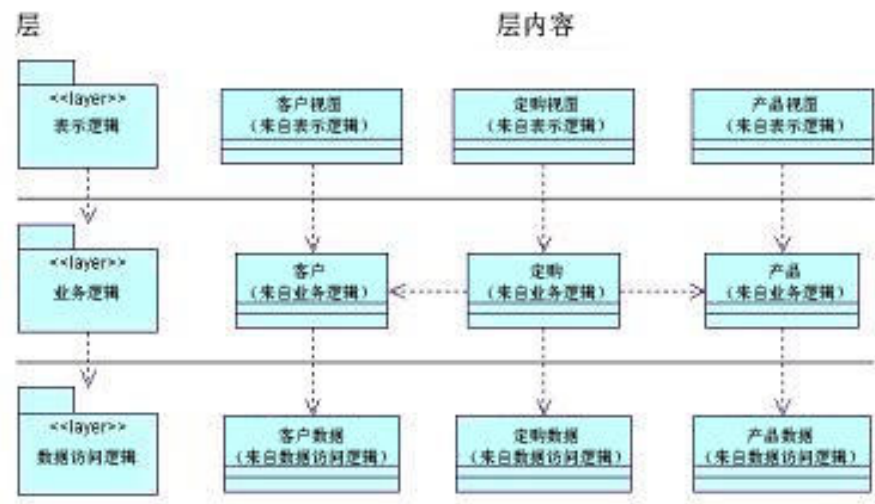 层
层内容
<<layer>>
表示逻辑
客户视图
（来自表示逻辑）
定购视图
（来自表示逻辑）
产品视图
（来自表示逻辑）
<<layer>>
业务逻辑
客户
（来自业务逻辑）
定购
（来自业务逻辑）
产品
（来自业务逻辑）
<<layer>>
数据访问逻辑
客户数据
（来自数据访问逻辑）
定购数据
（来自数据访问逻辑）
产品数据
（来自数据访问逻辑）